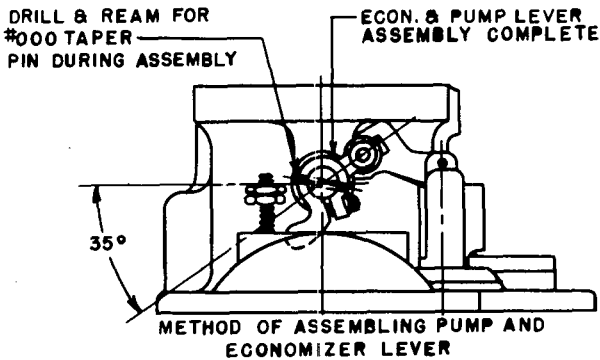 DRILL & REAM FOR
#000 TAPER
PIN DURING ASSEMBLY
ECON. & PUMP LEVER
ASSEMBLY COMPLETE
35°
METHOD OF ASSEMBLING PUMP AND
ECONOMIZER LEVER